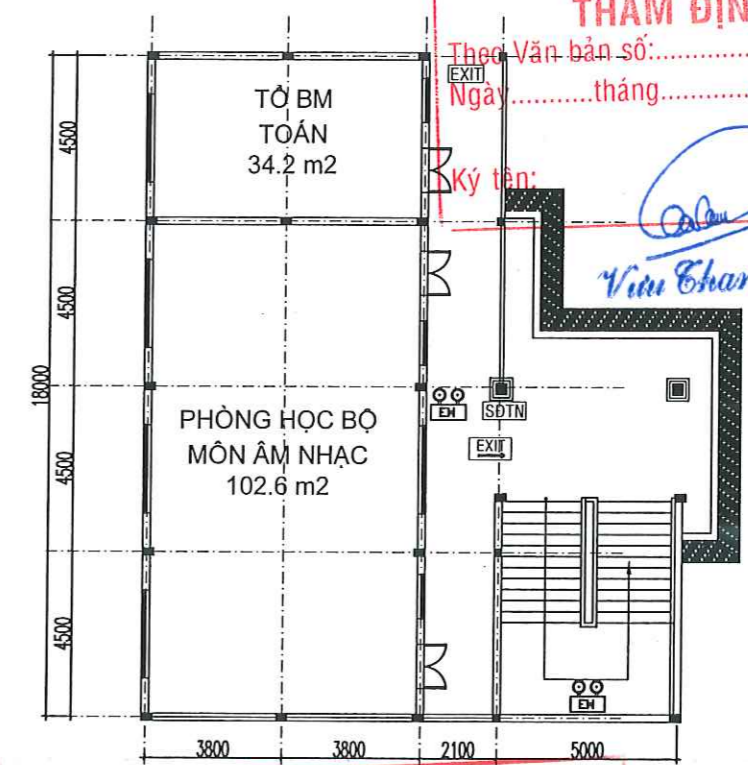 THẨM ĐỊN
Theo Văn bản số:
Ngày...........tháng
Ký tên:
EXIT
TỔ BM
TOÁN
34.2 m2
4500
4500
18000
4500
4500
PHÒNG HỌC BỘ
MÔN ÂM NHẠC
102.6 m2
EM
SĐTN
EXIT
EM
3800
3800
2100
5000